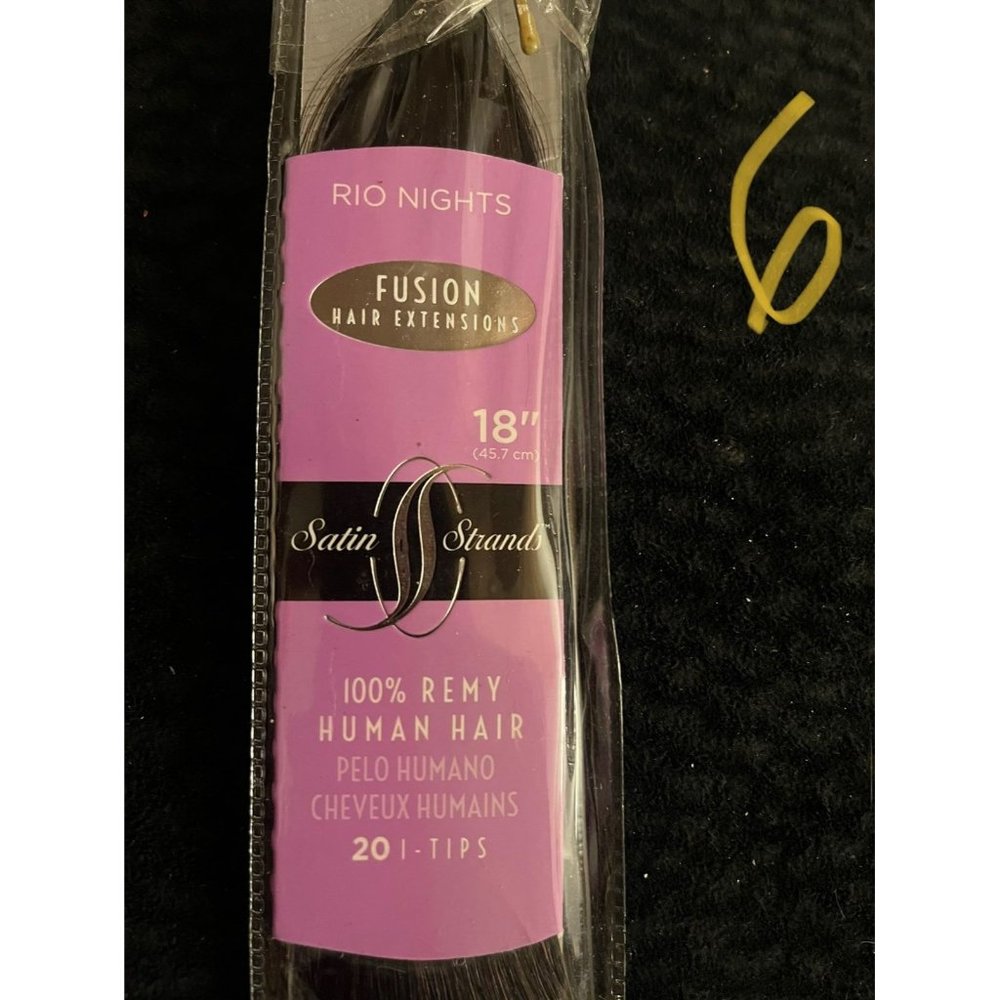 RIO NIGHTS
FUSION
HAIR EXTENSIONS
18"
(45.7 cm)
Satin Strands™
100% REMY
HUMAN HAIR
PELO HUMANO
CHEVEUX HUMAINS
20 I-TIPS
6